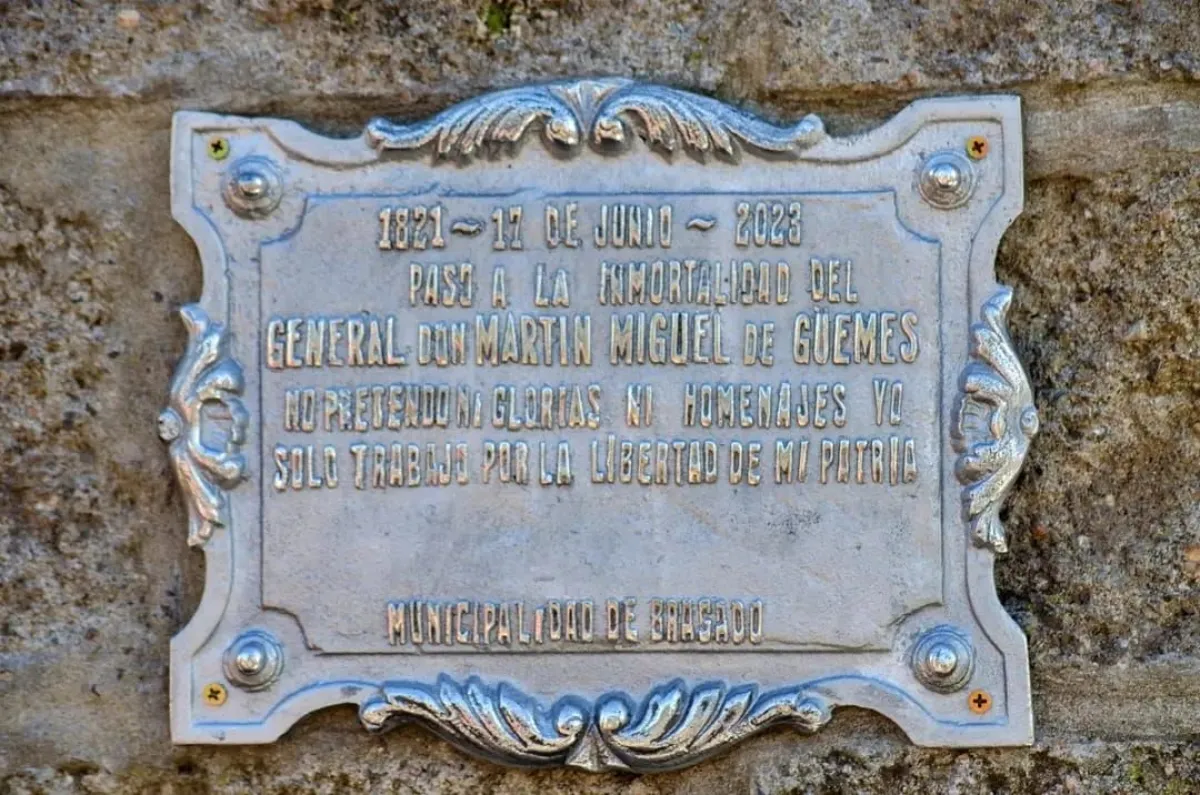 1821 ~ 17 DE JUNIO ~ 2023
PASO A LA INMORTALIDAD DEL
GENERAL DON MARTIN MIGUEL DE GÜEMES
NO PRETENDO NI GLORIAS NI HOMENAJES YO
SOLO TRABAJO POR LA LIBERTAD DE MI PATRIA
MUNICIPALIDAD DE BRAGADO